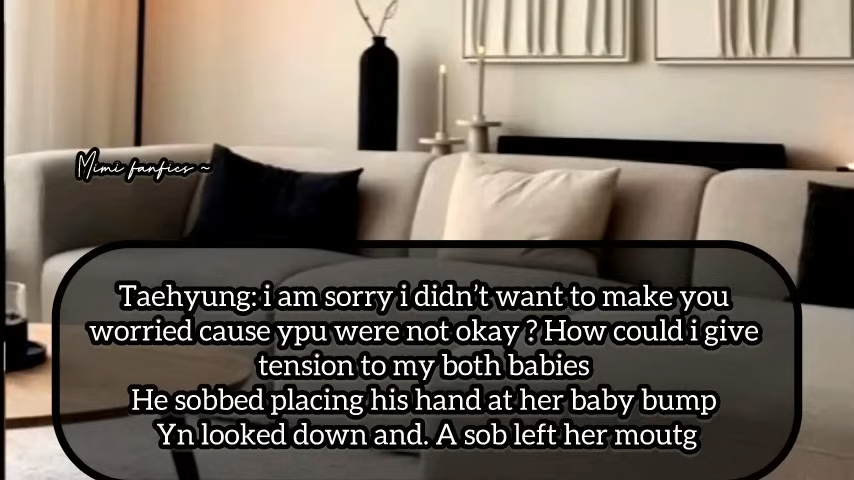 Mimi fanfics ~
Taehyung: i am sorry i didn't want to make you
worried cause ypu were not okay ? How could i give
tension to my both babies
He sobbed placing his hand at her baby bump
Yn looked down and. A sob left her moutg